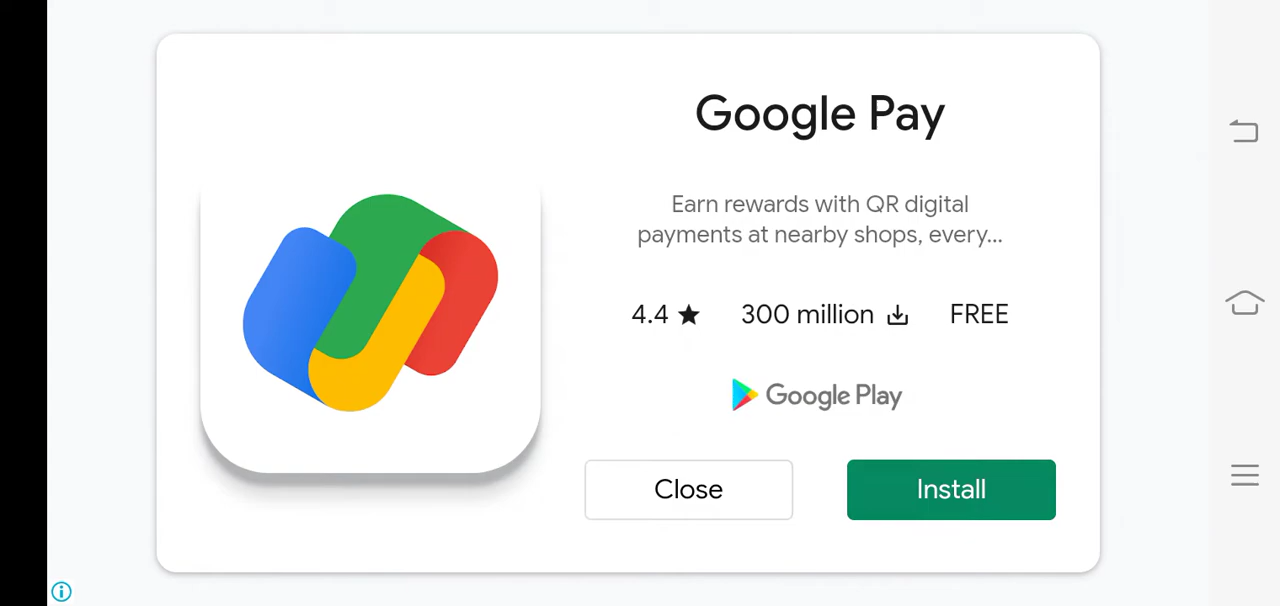 Google Pay
Earn rewards with QR digital
payments at nearby shops, every...
4.4 ★ 300 million FREE
Google Play
Close Install